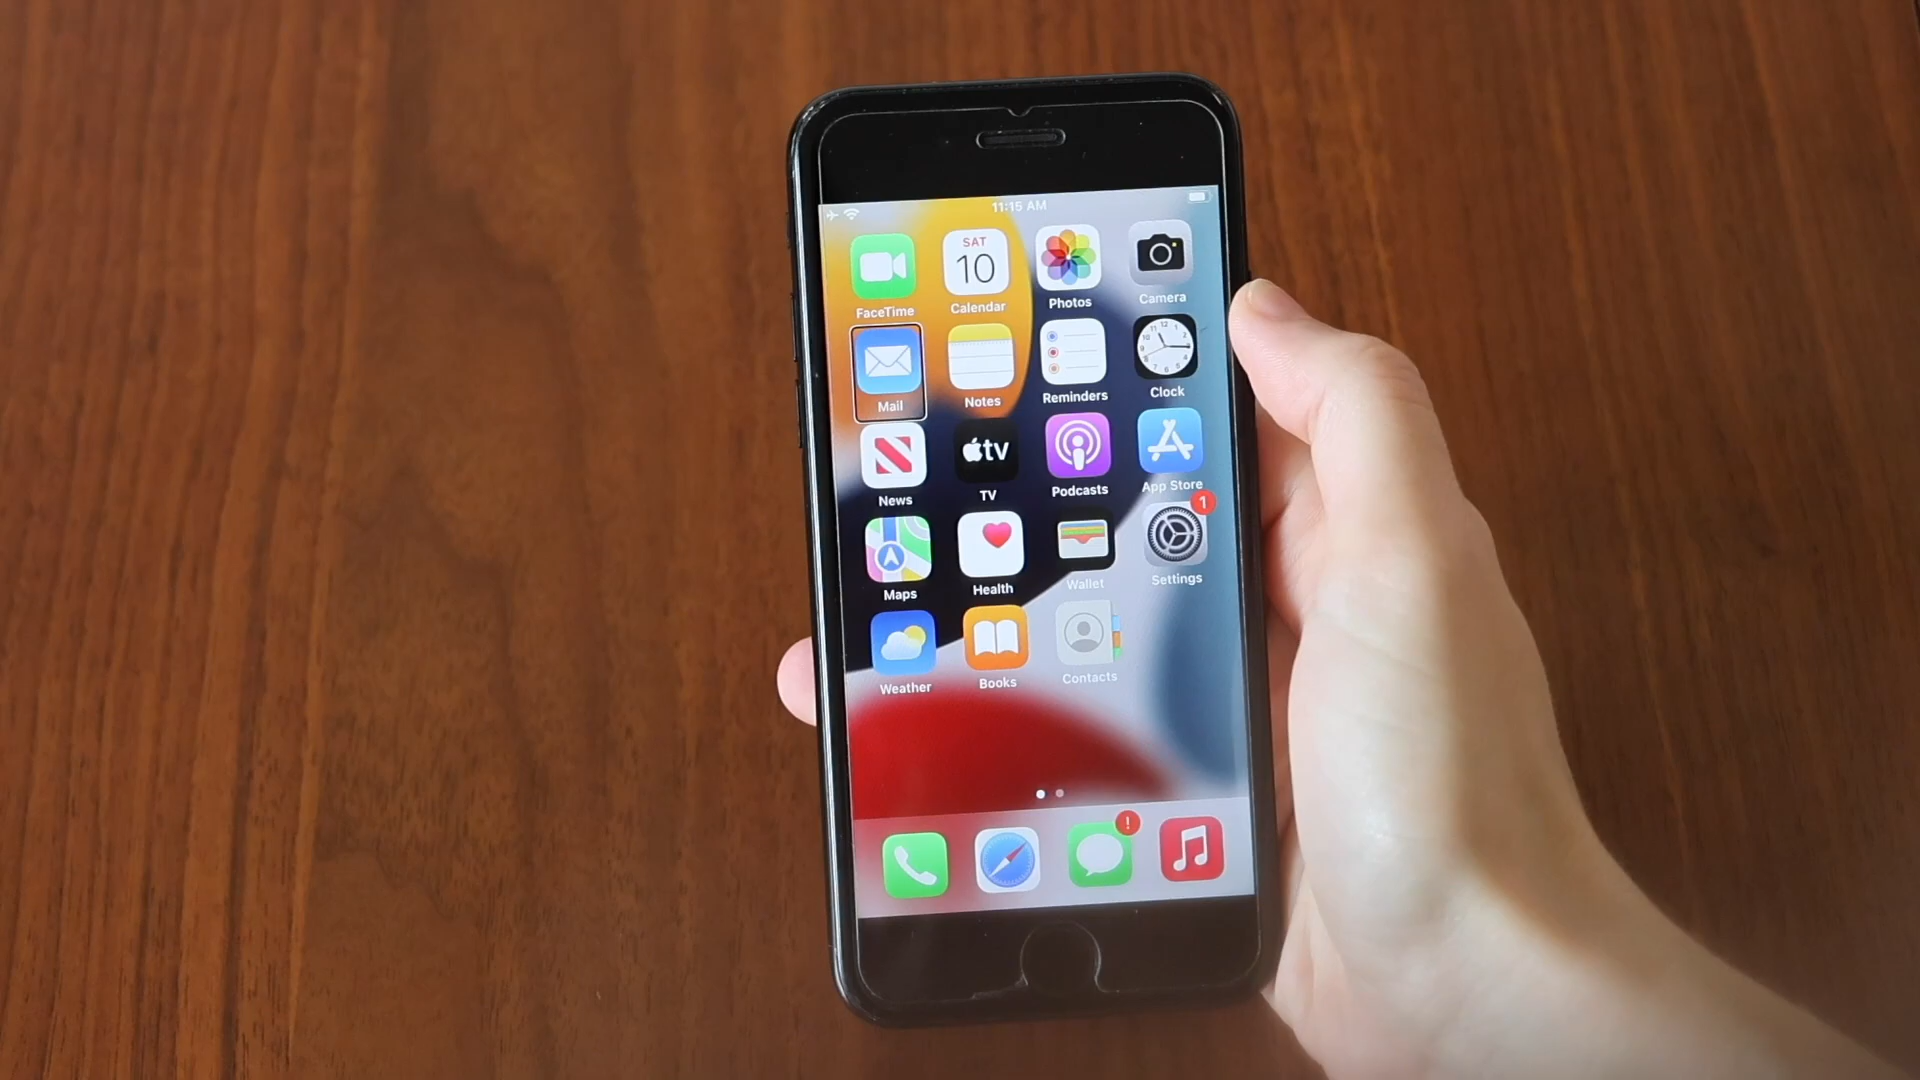 11:15 AM
SAT
10
FaceTime
Calendar
Photos
Camera
Mail
Notes
Reminders
Clock
tv
News
TV
Podcasts
App Store
1
Maps
Health
Wallet
Settings
Weather
Books
Contacts
!